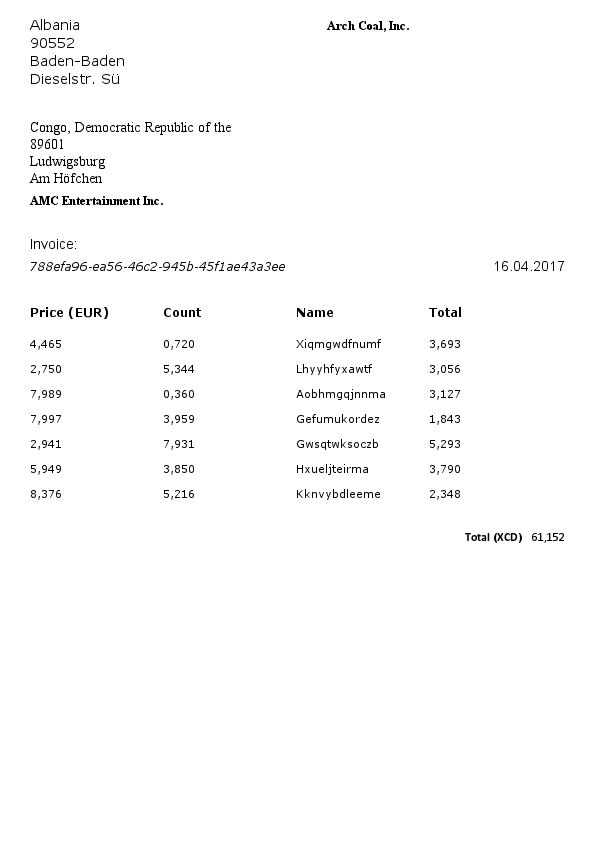 Albania
90552
Baden-Baden
Dieselstr. Sü
Arch Coal, Inc.
Congo, Democratic Republic of the
89601
Ludwigsburg
Am Höfchen
AMC Entertainment Inc.
Invoice:
788efa96-ea56-46c2-945b-45f1ae43a3ee 16.04.2017
Price (EUR) Count Name Total
4,465 0,720 Xiqmgwdfnumf 3,693
2,750 5,344 Lhyyhfyxawtf 3,056
7,989 0,360 Aobhmgqjnnma 3,127
7,997 3,959 Gefumukordez 1,843
2,941 7,931 Gwsqtwksoczb 5,293
5,949 3,850 Hxueljteirma 3,790
8,376 5,216 Kknvybdleeme 2,348
Total (XCD) 61,152